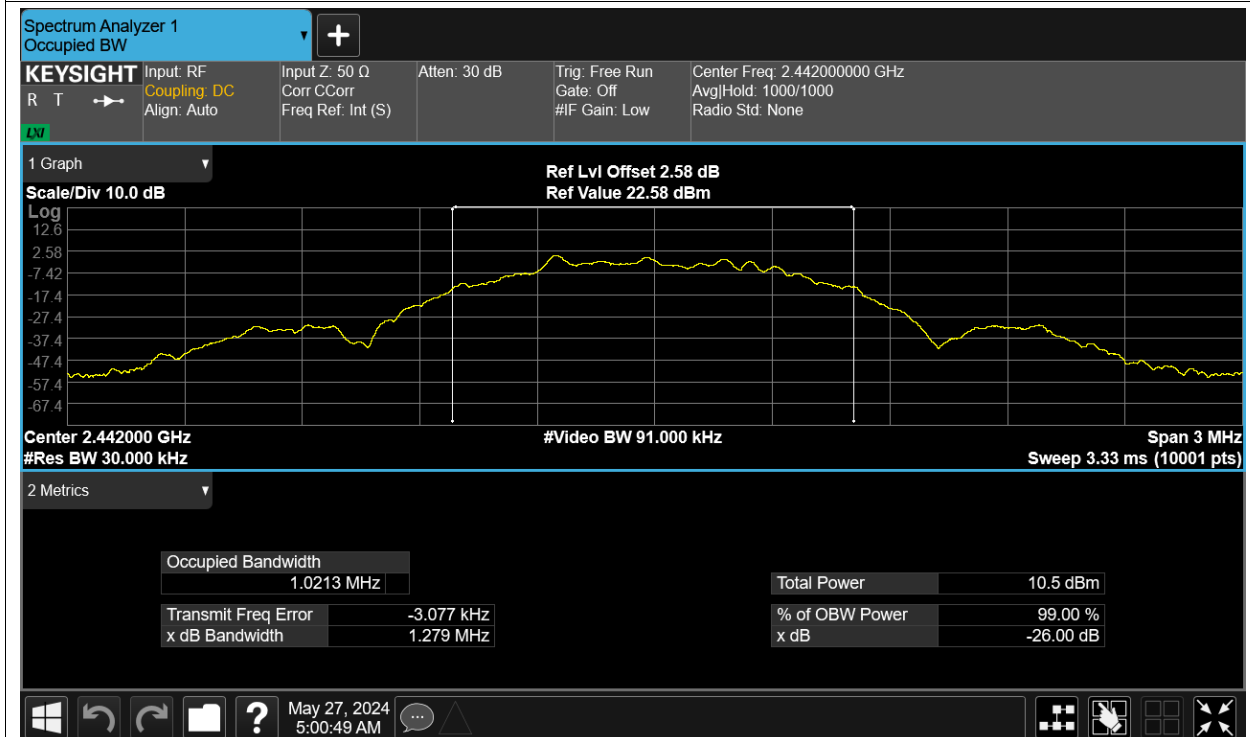 Spectrum Analyzer 1
Occupied BW
KEYSIGHT
R T
LXI
Input: RF
Coupling: DC
Align: Auto
Input Z: 50 Ω
Corr CCorr
Freq Ref: Int (S)
Atten: 30 dB
Trig: Free Run
Gate: Off
#IF Gain: Low
Center Freq: 2.442000000 GHz
Avg|Hold: 1000/1000
Radio Std: None
1 Graph
Scale/Div 10.0 dB
Ref Lvl Offset 2.58 dB
Ref Value 22.58 dBm
Log
12.6
2.58
-7.42
-17.4
-27.4
-37.4
-47.4
-57.4
-67.4
Center 2.442000 GHz
#Video BW 91.000 kHz
Span 3 MHz
#Res BW 30.000 kHz
Sweep 3.33 ms (10001 pts)
2 Metrics
Occupied Bandwidth
1.0213 MHz
Transmit Freq Error -3.077 kHz
x dB Bandwidth 1.279 MHz
Total Power 10.5 dBm
% of OBW Power 99.00 %
x dB -26.00 dB
?
May 27, 2024
5:00:49 AM